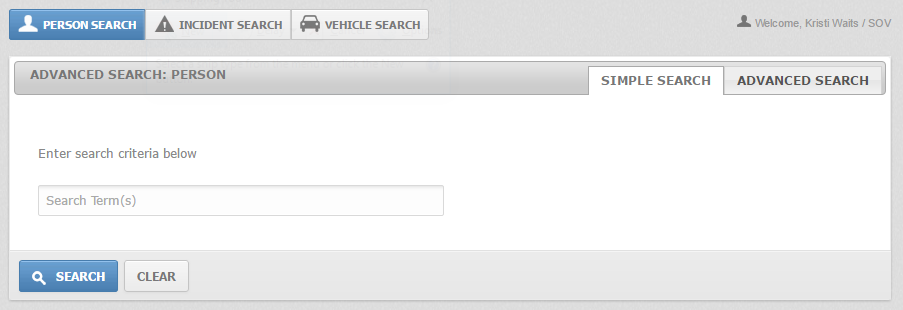 PERSON SEARCH INCIDENT SEARCH VEHICLE SEARCH Welcome, Kristi Waits / SOV
ADVANCED SEARCH: PERSON SIMPLE SEARCH ADVANCED SEARCH
Enter search criteria below
Search Term(s)
SEARCH CLEAR